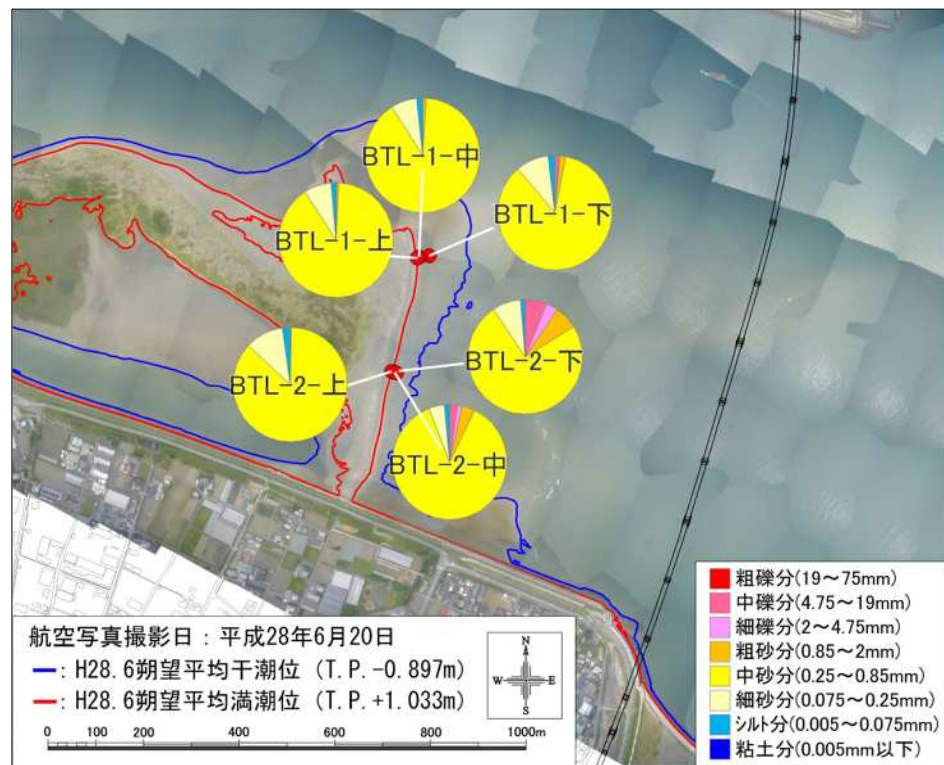 BTL-1-中
BTL-1-下
BTL-1-上
BTL-2-下
BTL-2-上
BTL-2-中
航空写真撮影日：平成28年6月20日
：H28.6朔望平均干潮位 (T.P.-0.897m)
：H28.6朔望平均満潮位 (T.P.+1.033m)
N
W E
S
0 100 200 400 600 800 1000m
粗礫分(19～75mm)
中礫分(4.75～19mm)
細礫分(2～4.75mm)
粗砂分(0.85～2mm)
中砂分(0.25～0.85mm)
細砂分(0.075～0.25mm)
シルト分(0.005～0.075mm)
粘土分(0.005mm以下)